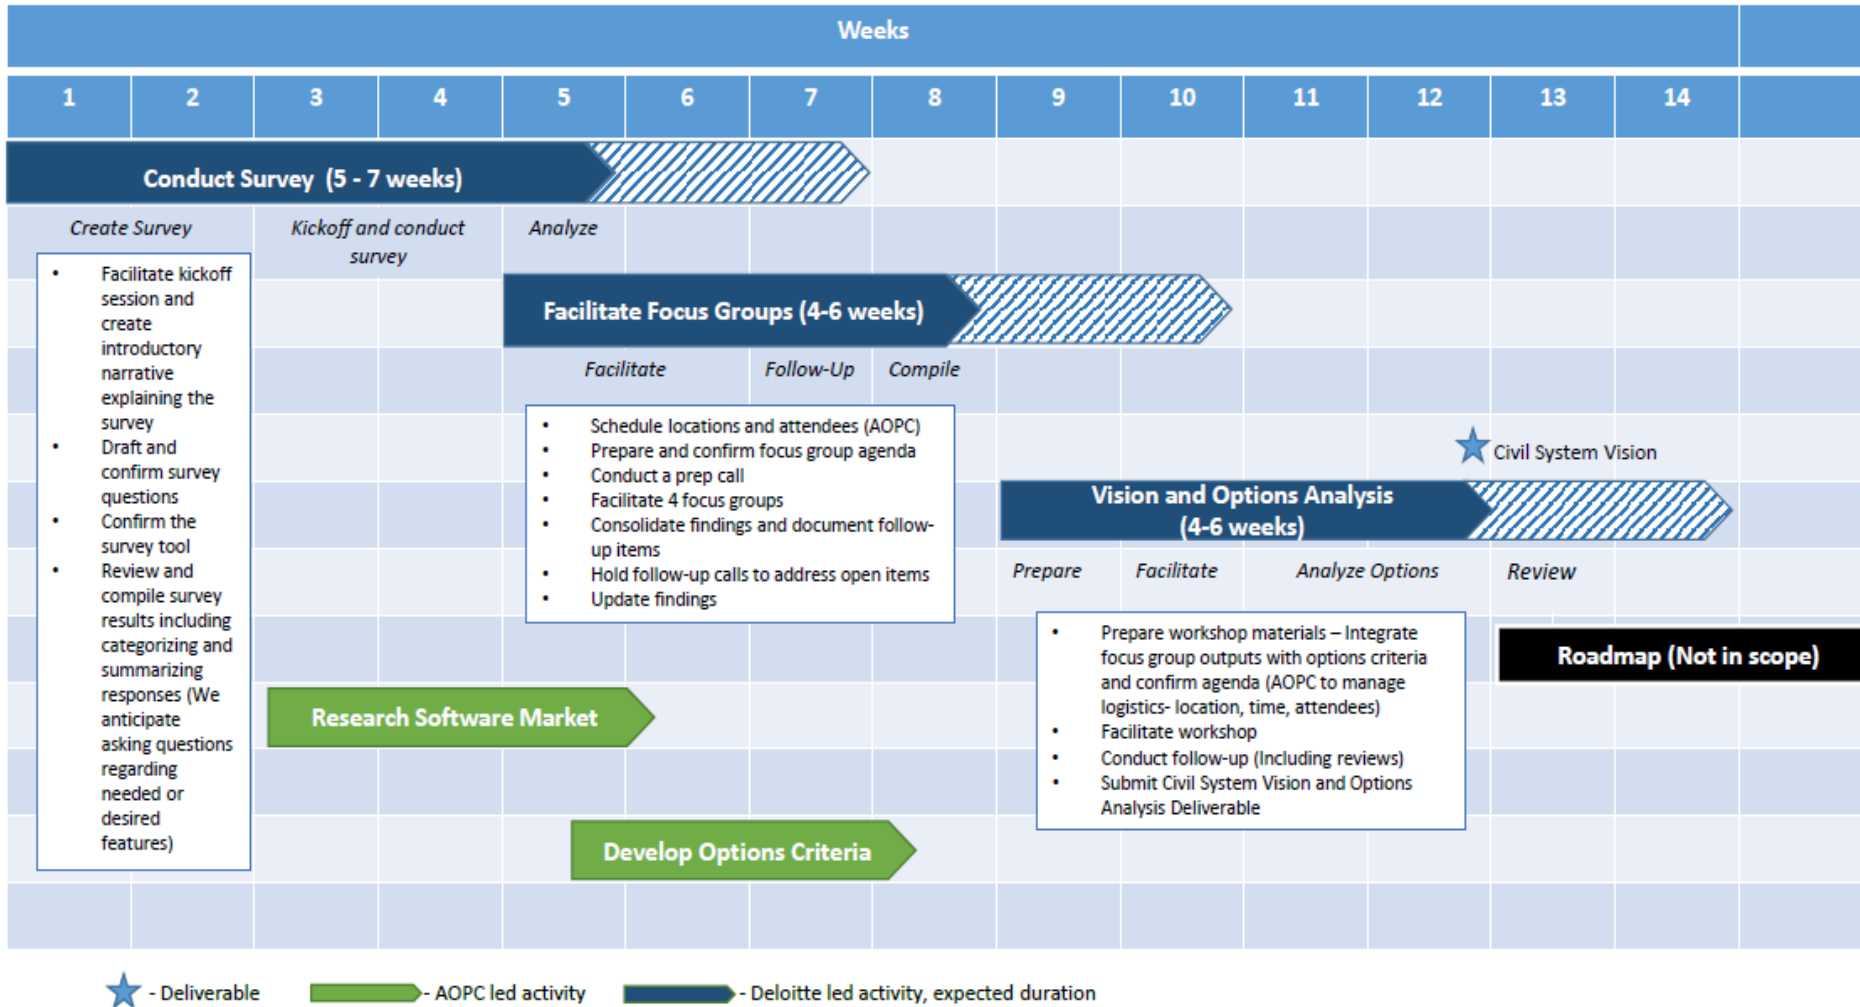 Weeks
1 2 3 4 5 6 7 8 9 10 11 12 13 14
Conduct Survey (5 - 7 weeks)
Create Survey
Kickoff and conduct
survey
Analyze
• Facilitate kickoff
session and
create
introductory
narrative
explaining the
survey
• Draft and
confirm survey
questions
• Confirm the
survey tool
• Review and
compile survey
results including
categorizing and
summarizing
responses (We
anticipate
asking questions
regarding
needed or
desired
features)
Facilitate Focus Groups (4-6 weeks)
Facilitate
Follow-Up
Compile
• Schedule locations and attendees (AOPC)
• Prepare and confirm focus group agenda
• Conduct a prep call
• Facilitate 4 focus groups
• Consolidate findings and document follow-
up items
• Hold follow-up calls to address open items
• Update findings
Civil System Vision
Vision and Options Analysis
(4-6 weeks)
Prepare
Facilitate
Analyze Options
Review
• Prepare workshop materials – Integrate
focus group outputs with options criteria
and confirm agenda (AOPC to manage
logistics- location, time, attendees)
• Facilitate workshop
• Conduct follow-up (Including reviews)
• Submit Civil System Vision and Options
Analysis Deliverable
Roadmap (Not in scope)
Research Software Market
Develop Options Criteria
- Deliverable
- AOPC led activity
- Deloitte led activity, expected duration